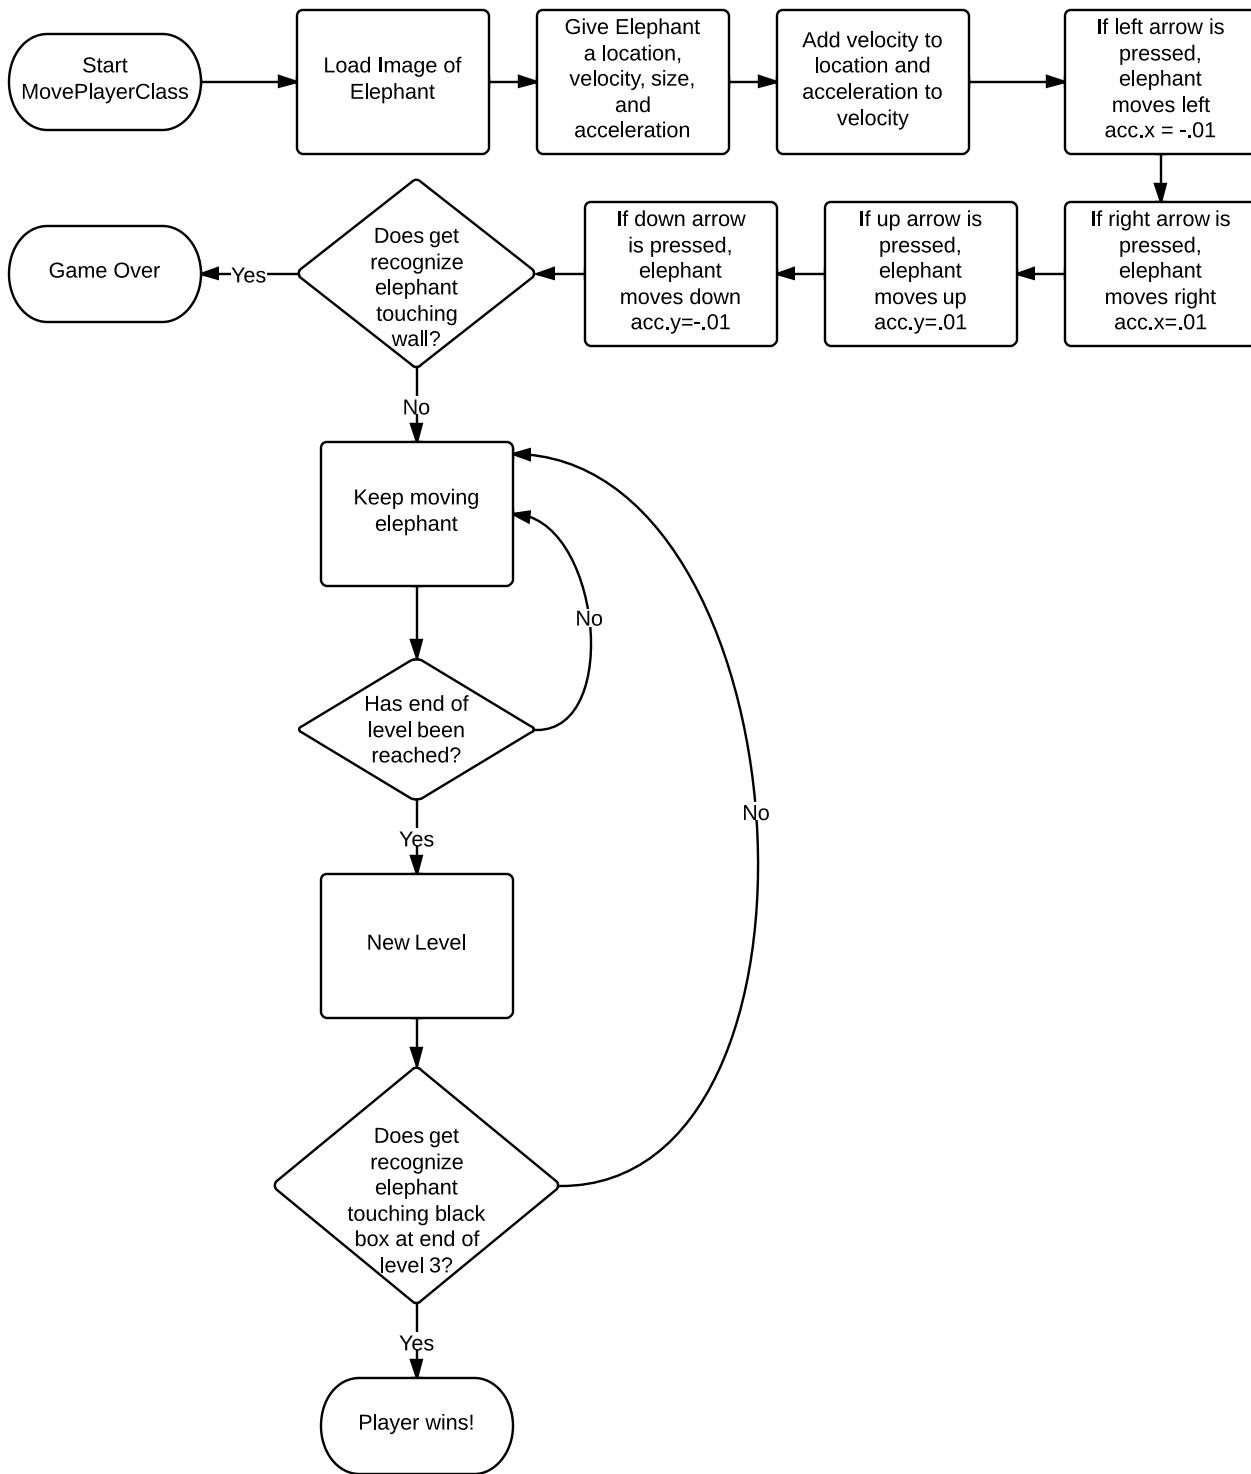 Start
MovePlayerClass
Load Image of
Elephant
Give Elephant
a location,
velocity, size,
and
acceleration
Add velocity to
location and
acceleration to
velocity
If left arrow is
pressed,
elephant
moves left
acc.x = -.01
If right arrow is
pressed,
elephant
moves right
acc.x=.01
If up arrow is
pressed,
elephant
moves up
acc.y=.01
If down arrow
is pressed,
elephant
moves down
acc.y=-.01
Does get
recognize
elephant
touching
wall?
Yes
Game Over
No
Keep moving
elephant
No
Has end of
level been
reached?
Yes
No
New Level
Does get
recognize
elephant
touching black
box at end of
level 3?
Yes
Player wins!